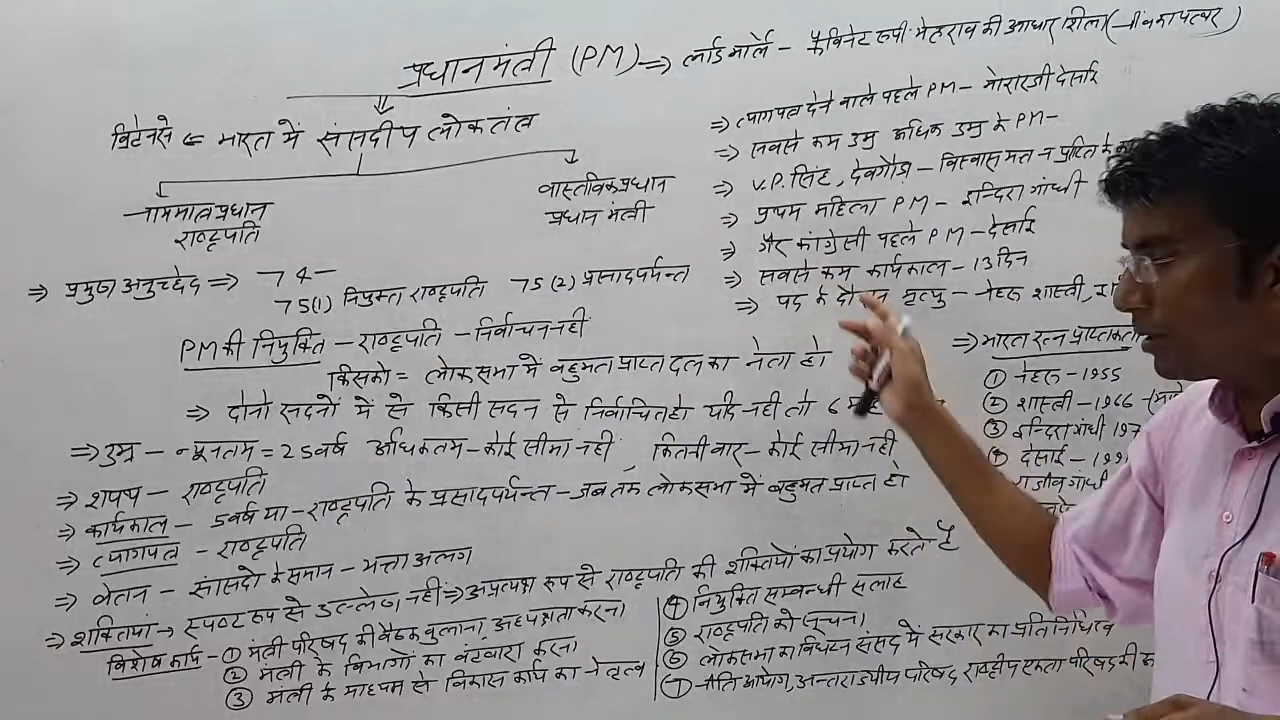 प्रधानमंत्री (PM) ⇒ लार्ड मार्ले - कैबिनेट रूपी मेहराव की आधार शिला (नींव का पत्थर)
ब्रिटेन से ⇐ भारत में संसदीय लोकतंत्र
नाममात्र प्रधान
राष्ट्रपति
वास्तविक प्रधान
प्रधान मंत्री
⇒ प्रमुख अनुच्छेद ⇒ 74 -
75(1) नियुक्त राष्ट्रपति 75(2) प्रसादपर्यन्त
PM की नियुक्ति - राष्ट्रपति - निर्वाचन नहीं
किसको = लोकसभा में बहुमत प्राप्त दल का नेता हो
⇒ दोनो सदनों में से किसी सदन से निर्वाचित हो यदि नही तो 6
⇒ उम्र - न्यूनतम = 25 वर्ष अधिकतम - कोई सीमा नही, कितनी बार - कोई सीमा नही
⇒ शपथ - राष्ट्रपति
⇒ कार्यकाल - 5 वर्ष या - राष्ट्रपति के प्रसादपर्यन्त - जब तक लोकसभा में बहुमत प्राप्त हो
⇒ त्यागपत्र - राष्ट्रपति
⇒ वेतन - सांसदो के समान - भत्ता अलग
⇒ शक्तियां → स्पष्ट रूप से उल्लेख नहीं ⇒ अप्रत्यक्ष रूप से राष्ट्रपति की शक्तियों का प्रयोग करते है
विशेष कार्य - ① मंत्री परिषद की बैठक बुलाना, अध्यक्षता करना
② मंत्री के विभागों का बंटवारा करना
③ मंत्री के माध्यम से विकास कार्य का नेतृत्व
④ नियुक्ति सम्बन्धी सलाह
⑤ राष्ट्रपति को सूचना
⑥ लोकसभा का विघटन संसद में सरकार का प्रतिनिधित्व
⑦ नीति आयोग, अन्तर्राज्यीय परिषद राष्ट्रीय एकता परिषद की
⇒ त्यागपत्र देने वाले पहले PM - मोरारजी देसाई
⇒ सबसे कम उम्र अधिक उम्र के PM -
⇒ V.P. सिंह, देवगौड़ा - विश्वास मत न प्राप्ति के
⇒ प्रथम महिला PM - इन्दिरा गांधी
⇒ गैर कांग्रेसी पहले PM - देसाई
⇒ सबसे कम कार्यकाल - 13 दिन
⇒ पद के दौरान मृत्यु - नेहरू शास्त्री,
⇒ भारत रत्न प्राप्तकर्ता
① नेहरू - 1955
② शास्त्री - 1966 -
③ इन्दिरा गांधी 197
④ देसाई - 199
राजीव गांधी